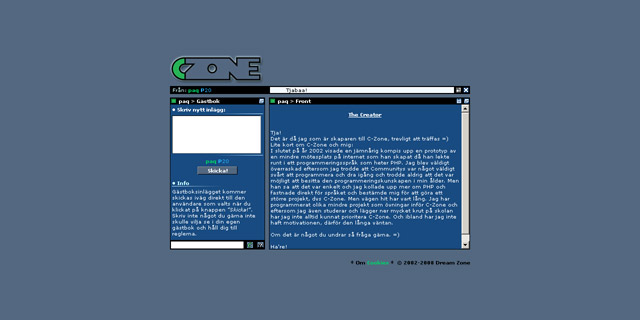 CZONE
Från: paq P20
Tjabaa!
paq > Gästbok
Skriv nytt inlägg:
paq P20
Skicka!
Info
Gästboksinlägget kommer
skickas iväg direkt till den
användare som valts när du
klickat på knappen "Skicka!".
Skriv inte något du gärna inte
skulle vilja se i din egen
gästbok och håll dig till
reglerna.
paq > Front
The Creator
Tja!
Det är då jag som är skaparen till C-Zone, trevligt att träffas =)
Lite kort om C-Zone och mig:
I slutet på år 2002 visade en jämnårig kompis upp en prototyp av
en mindre mötesplats på internet som han skapat då han lekte
runt i ett programmeringsspråk som heter PHP. Jag blev väldigt
överraskad eftersom jag trodde att Communitys var något väldigt
svårt att programmera och dra igång och trodde aldrig att det var
möjligt att besitta den programmeringskunskapen i min ålder. Men
han sa att det var enkelt och jag kollade upp mer om PHP och
fastnade direkt för språket och bestämde mig för att göra ett
större projekt, dvs C-Zone. Men vägen hit har vart lång. Jag har
programmerat olika mindre projekt som övningar inför C-Zone och
eftersom jag även studerar och lägger ner mycket krut på skolan
har jag inte alltid kunnat prioritera C-Zone. Och ibland har jag inte
haft motivationen, därför den långa väntan.
Om det är något du undrar så fråga gärna. =)
Ha're!
Om
© 2002-2008 Dream Zone